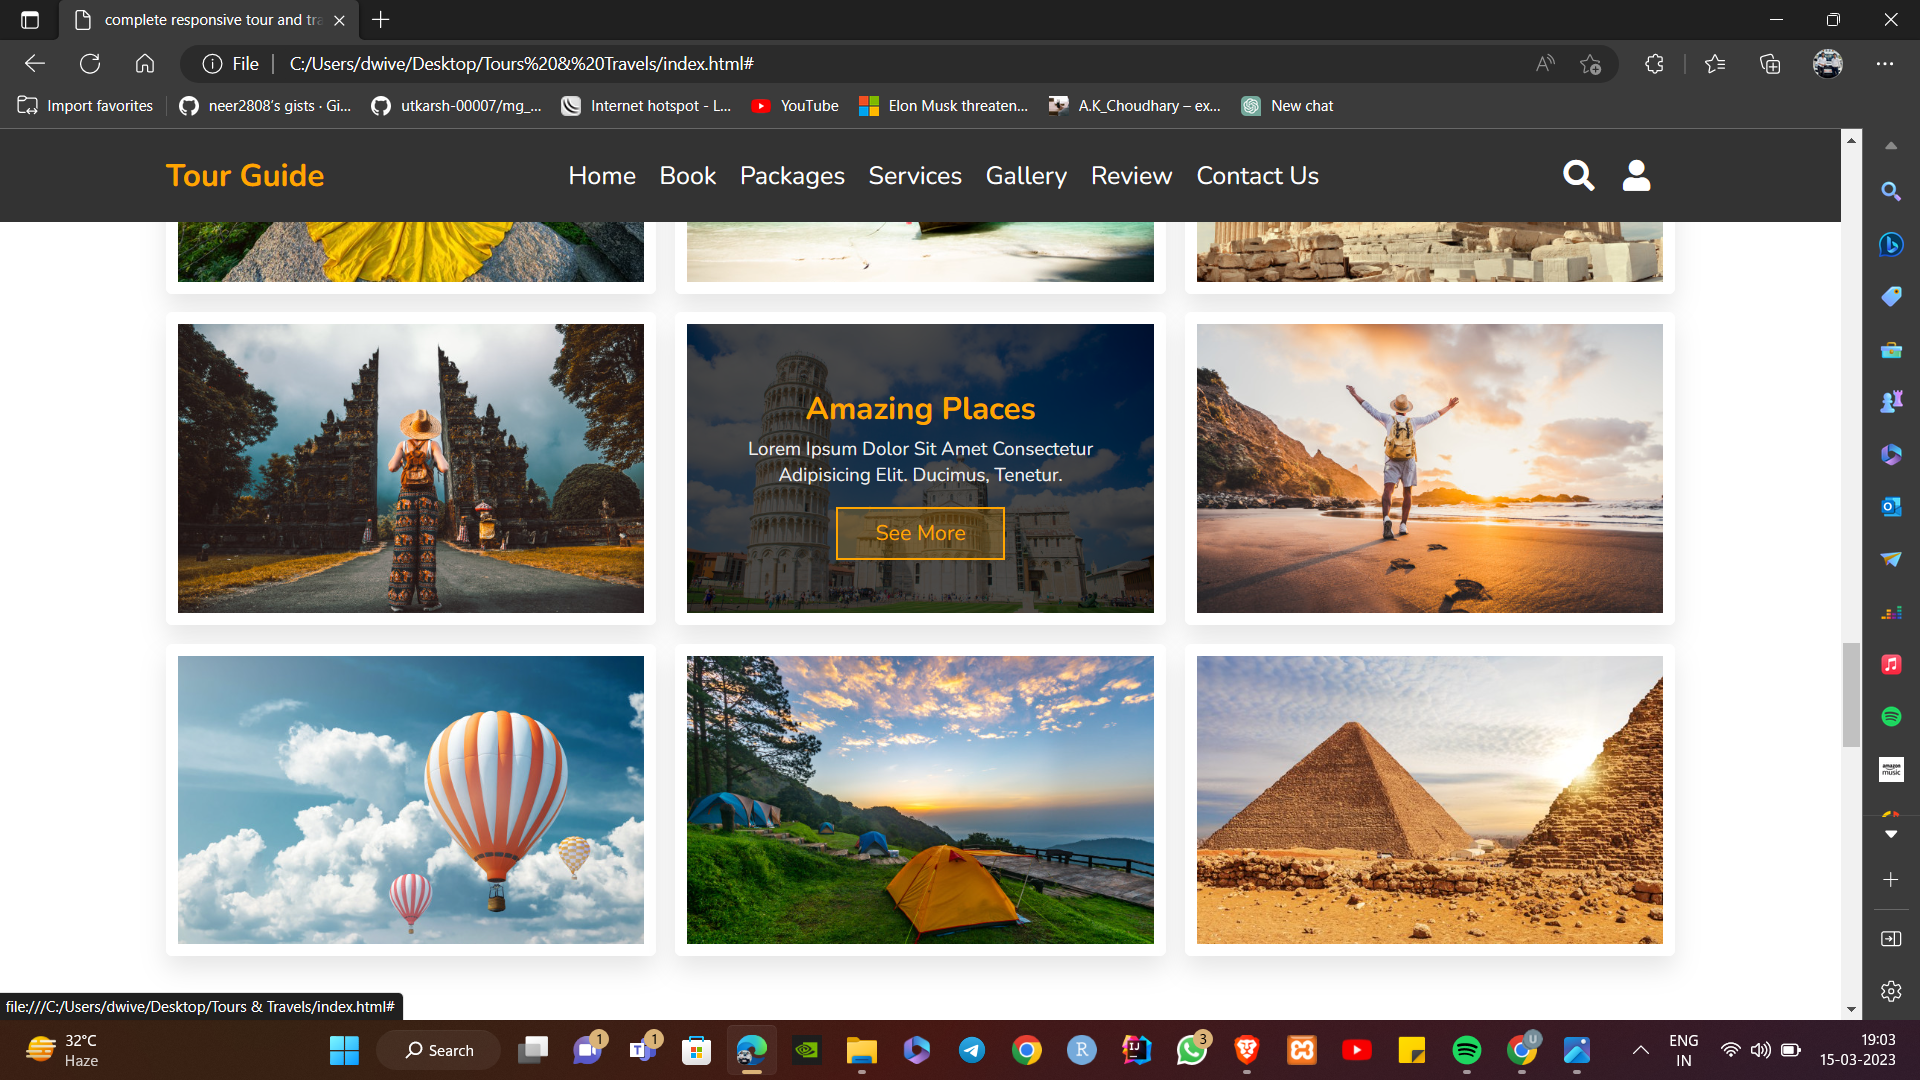 complete responsive tour and tra
File
C:/Users/dwive/Desktop/Tours%20&%20Travels/index.html#
Import favorites
neer2808's gists · Gi...
utkarsh-00007/mg_...
Internet hotspot - L...
YouTube
Elon Musk threaten...
A.K_Choudhary – ex...
New chat
Tour Guide
Home
Book
Packages
Services
Gallery
Review
Contact Us
Amazing Places
Lorem Ipsum Dolor Sit Amet Consectetur
Adipisicing Elit. Ducimus, Tenetur.
See More
amazon
music
file:///C:/Users/dwive/Desktop/Tours & Travels/index.html#
32°C
Haze
Search
1
1
3
U
ENG
IN
19:03
15-03-2023